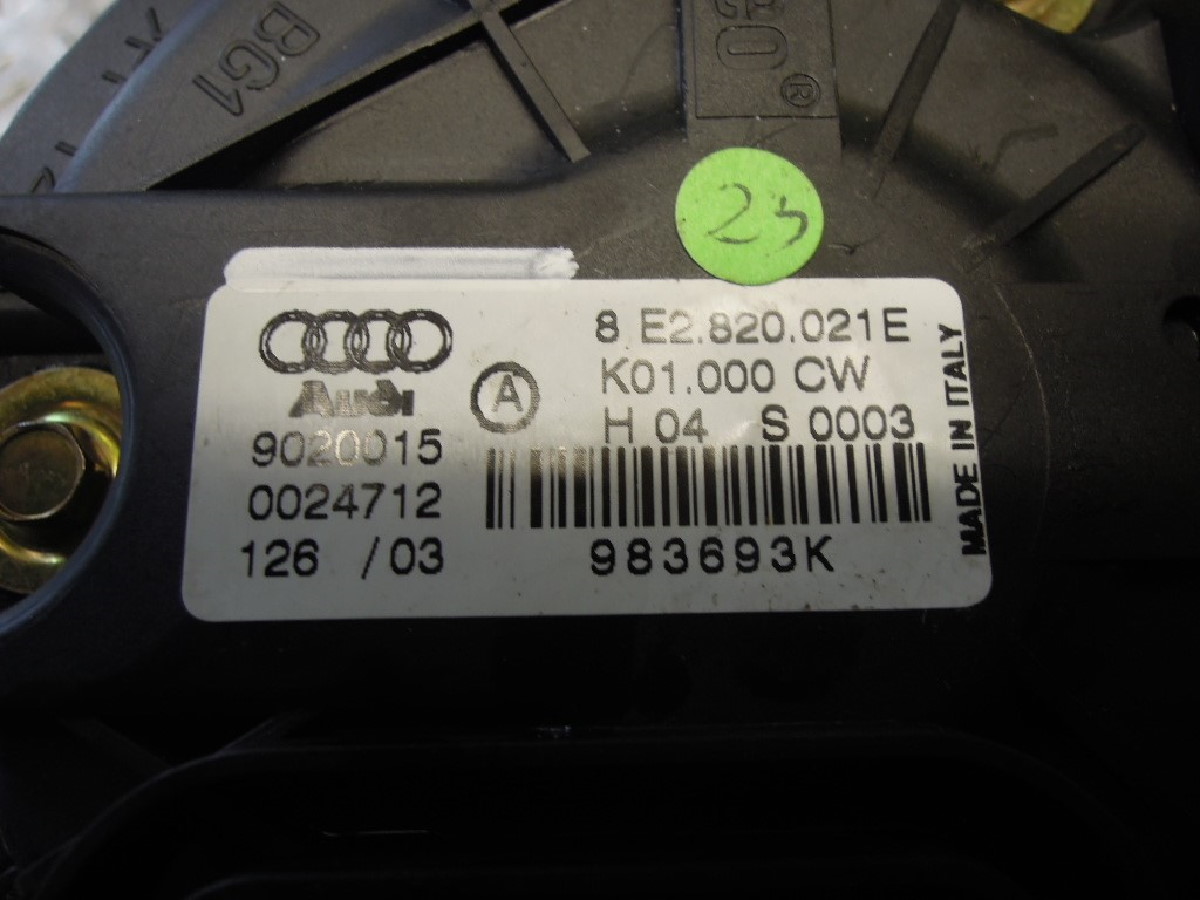 BG1
®
23
Audi
9020015
0024712
126 /03
A
8 E2.820.021E
K01.000 CW
H 04 S 0003
983693K
MADE IN ITALY